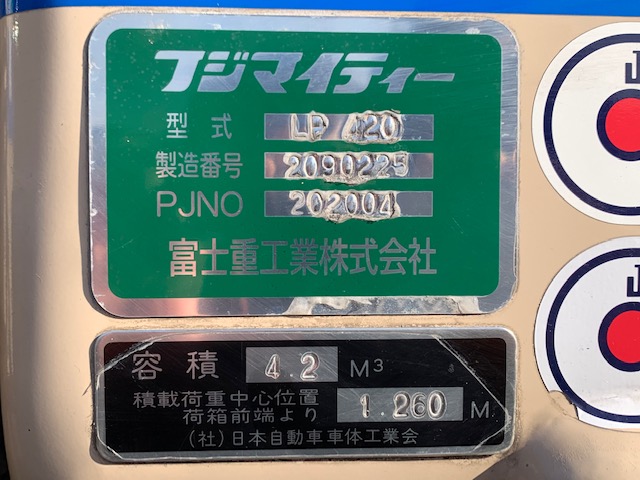 フジマイティー
型式 LP 420
製造番号 2090225
PJNO 202004
富士重工業株式会社
容積 4.2 M³
積載荷重中心位置
荷箱前端より 1.260 M
(社)日本自動車車体工業会
J
J